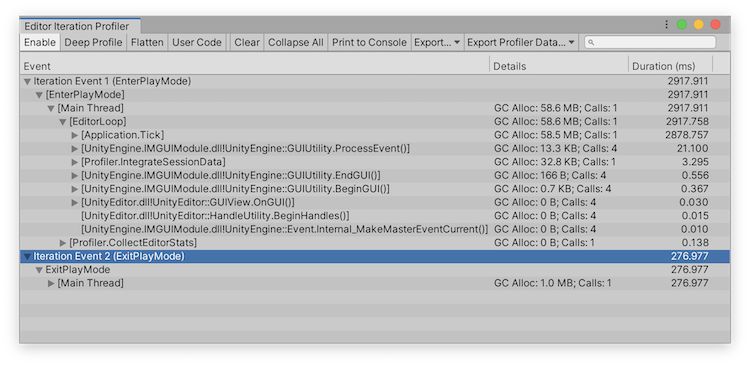 Editor Iteration Profiler
Enable Deep Profile Flatten User Code Clear Collapse All Print to Console Export... Export Profiler Data...
Event Details Duration (ms)
Iteration Event 1 (EnterPlayMode) 2917.911
[EnterPlayMode] 2917.911
[Main Thread] GC Alloc: 58.6 MB; Calls: 1 2917.911
[EditorLoop] GC Alloc: 58.6 MB; Calls: 1 2917.758
[Application.Tick] GC Alloc: 58.5 MB; Calls: 1 2878.757
[UnityEngine.IMGUIModule.dll!UnityEngine::GUIUtility.ProcessEvent()] GC Alloc: 13.3 KB; Calls: 4 21.100
[Profiler.IntegrateSessionData] GC Alloc: 32.8 KB; Calls: 1 3.295
[UnityEngine.IMGUIModule.dll!UnityEngine::GUIUtility.EndGUI()] GC Alloc: 166 B; Calls: 4 0.556
[UnityEngine.IMGUIModule.dll!UnityEngine::GUIUtility.BeginGUI()] GC Alloc: 0.7 KB; Calls: 4 0.367
[UnityEditor.dll!UnityEditor::GUIView.OnGUI()] GC Alloc: 0 B; Calls: 4 0.030
[UnityEditor.dll!UnityEditor::HandleUtility.BeginHandles()] GC Alloc: 0 B; Calls: 4 0.015
[UnityEngine.IMGUIModule.dll!UnityEngine::Event.Internal_MakeMasterEventCurrent()] GC Alloc: 0 B; Calls: 4 0.010
[Profiler.CollectEditorStats] GC Alloc: 0 B; Calls: 1 0.138
Iteration Event 2 (ExitPlayMode) 276.977
ExitPlayMode 276.977
[Main Thread] GC Alloc: 1.0 MB; Calls: 1 276.977